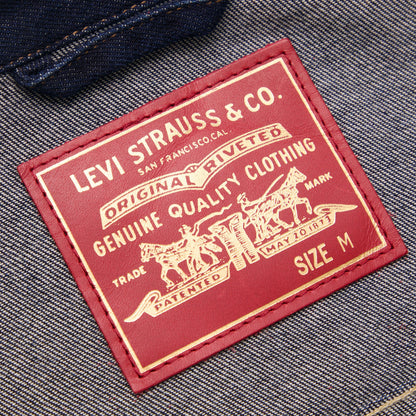 LEVI STRAUSS & CO.
SAN FRANCISCO.CAL.
ORIGINAL RIVETED
GENUINE QUALITY CLOTHING
TRADE MARK
PATENTED MAY 20 1873
SIZE M